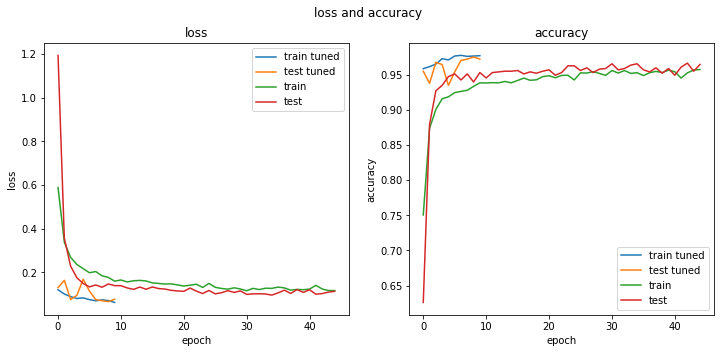 loss and accuracy
loss
accuracy
1.2
1.0
0.8
0.6
0.4
0.2
loss
0
10
20
30
40
epoch
train tuned
test tuned
train
test
0.95
0.90
0.85
0.80
0.75
0.70
0.65
accuracy
0
10
20
30
40
epoch
train tuned
test tuned
train
test